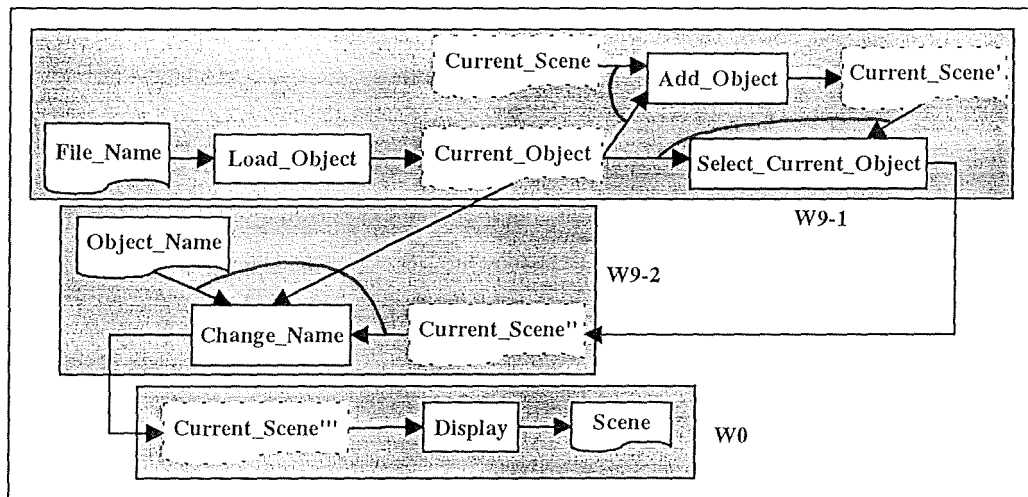 Current_Scene
Add_Object
Current_Scene'
File_Name
Load_Object
Current_Object
Select_Current_Object
W9-1
Object_Name
W9-2
Change_Name
Current_Scene"
Current_Scene'''
Display
Scene
W0